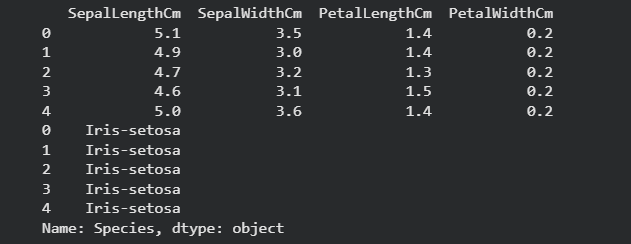 SepalLengthCm SepalWidthCm PetalLengthCm PetalWidthCm
0 5.1 3.5 1.4 0.2
1 4.9 3.0 1.4 0.2
2 4.7 3.2 1.3 0.2
3 4.6 3.1 1.5 0.2
4 5.0 3.6 1.4 0.2
0 Iris-setosa
1 Iris-setosa
2 Iris-setosa
3 Iris-setosa
4 Iris-setosa
Name: Species, dtype: object